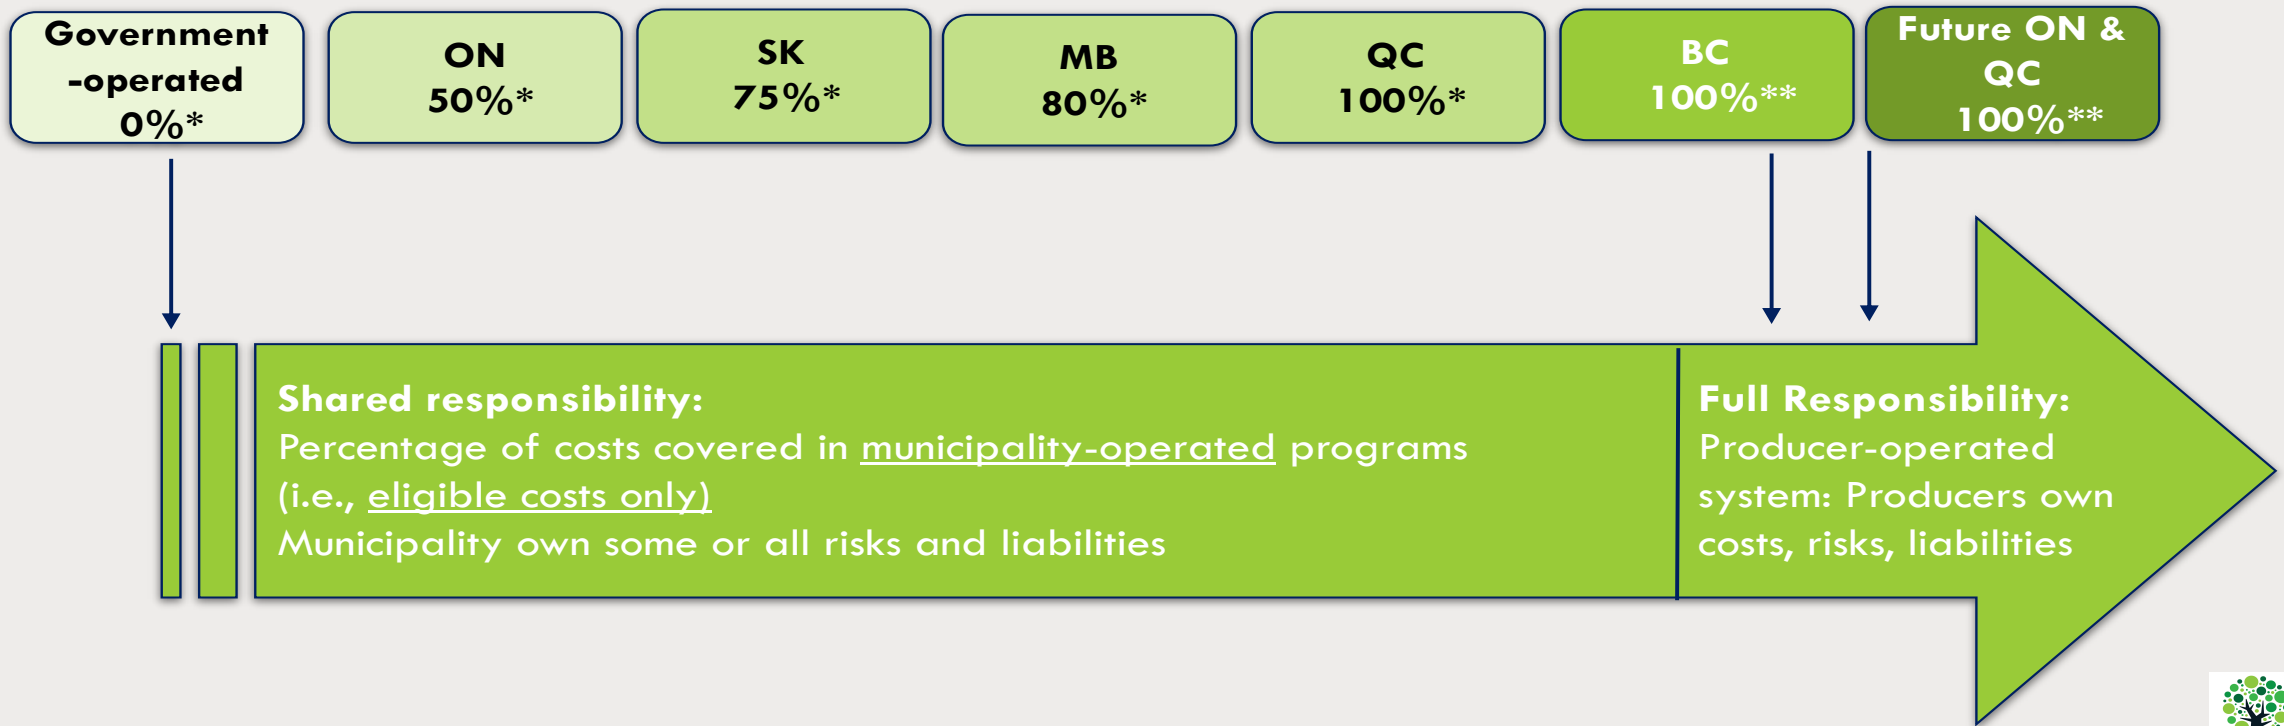 Government
-operated
0%*
ON
50%*
SK
75%*
MB
80%*
QC
100%*
BC
100%**
Future ON &
QC
100%**
Shared responsibility:
Percentage of costs covered in municipality-operated programs
(i.e., eligible costs only)
Municipality own some or all risks and liabilities
Full Responsibility:
Producer-operated
system: Producers own
costs, risks, liabilities